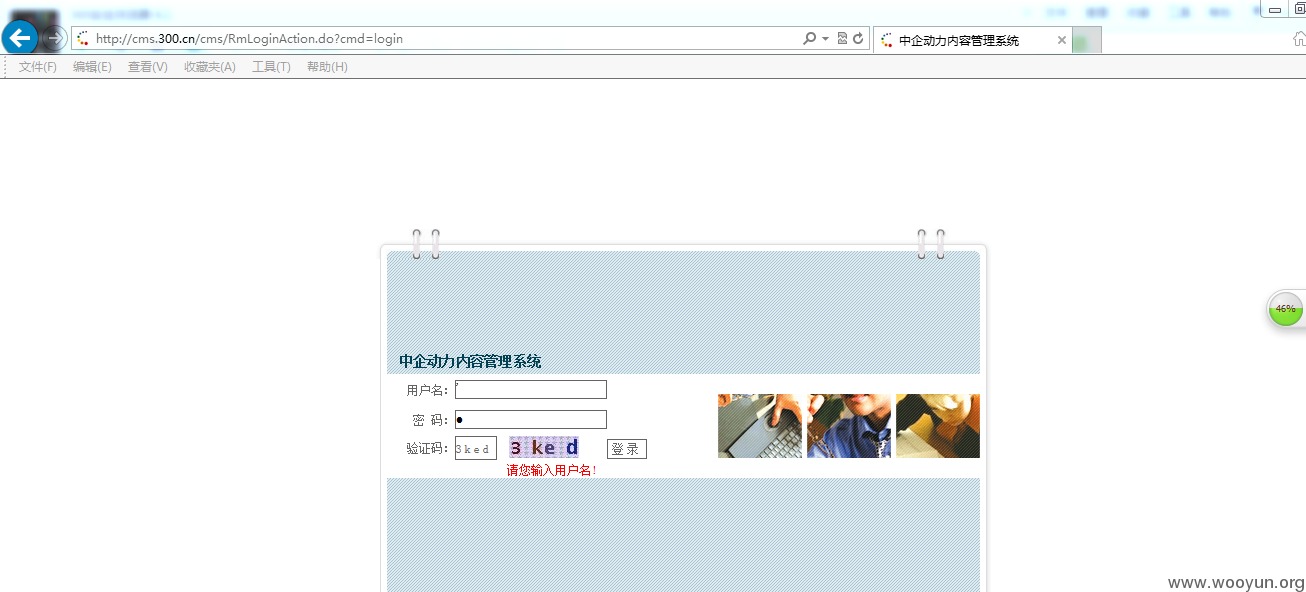 http://cms.300.cn/cms/RmLoginAction.do?cmd=login
中企动力内容管理系统
文件(F) 编辑(E) 查看(V) 收藏夹(A) 工具(T) 帮助(H)
46%
中企动力内容管理系统
用户名: '
密 码: ●
验证码: 3ked 3 ked 登 录
请您输入用户名!
www.wooyun.org